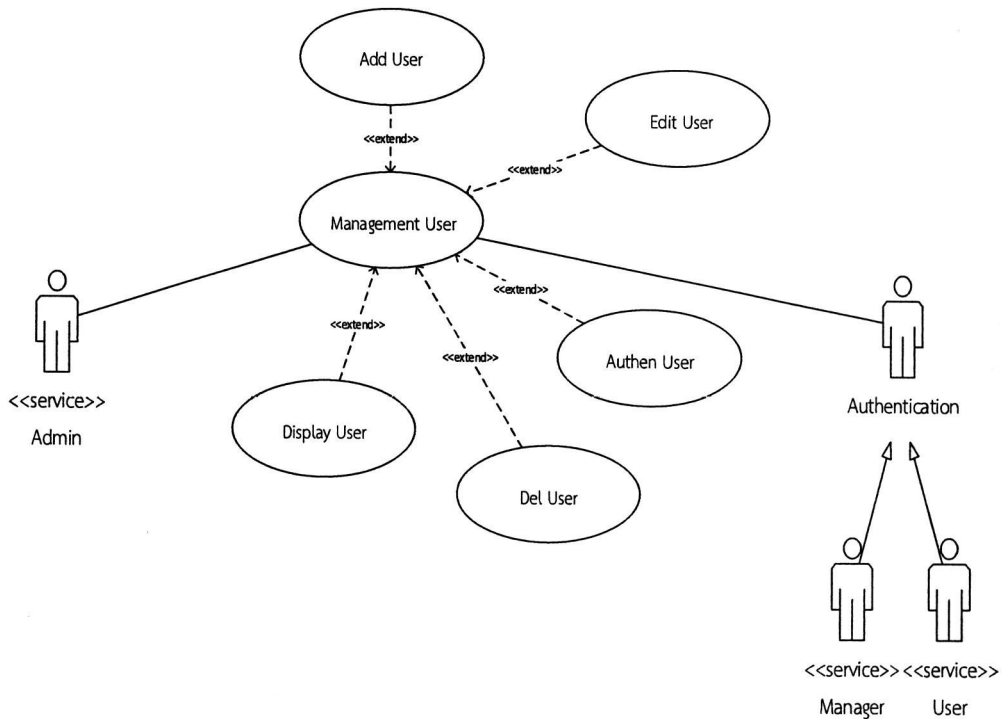 Add User
Edit User
<<extend>>
<<extend>>
Management User
<<extend>>
<<extend>>
<<extend>>
Authen User
Display User
Del User
<<service>>
Admin
Authentication
<<service>>
Manager
<<service>>
User